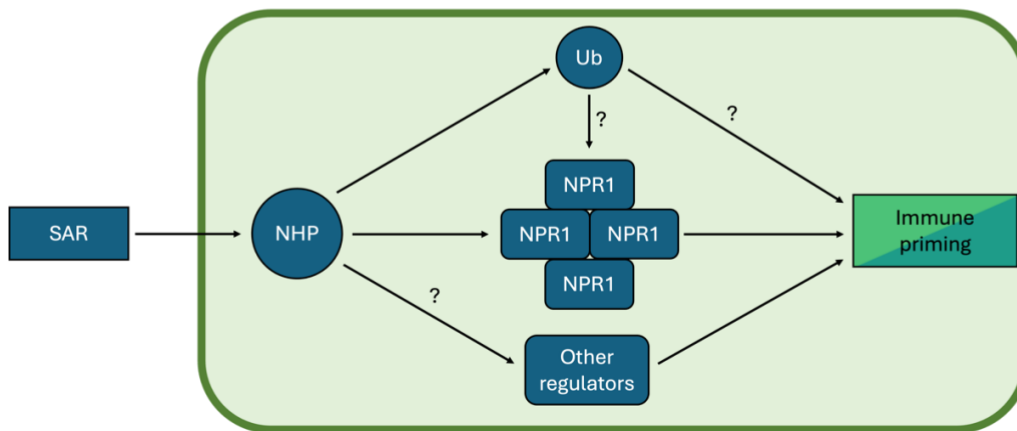 Ub
?
?
NPR1
SAR
NHP
NPR1
NPR1
Immune
priming
NPR1
?
Other
regulators